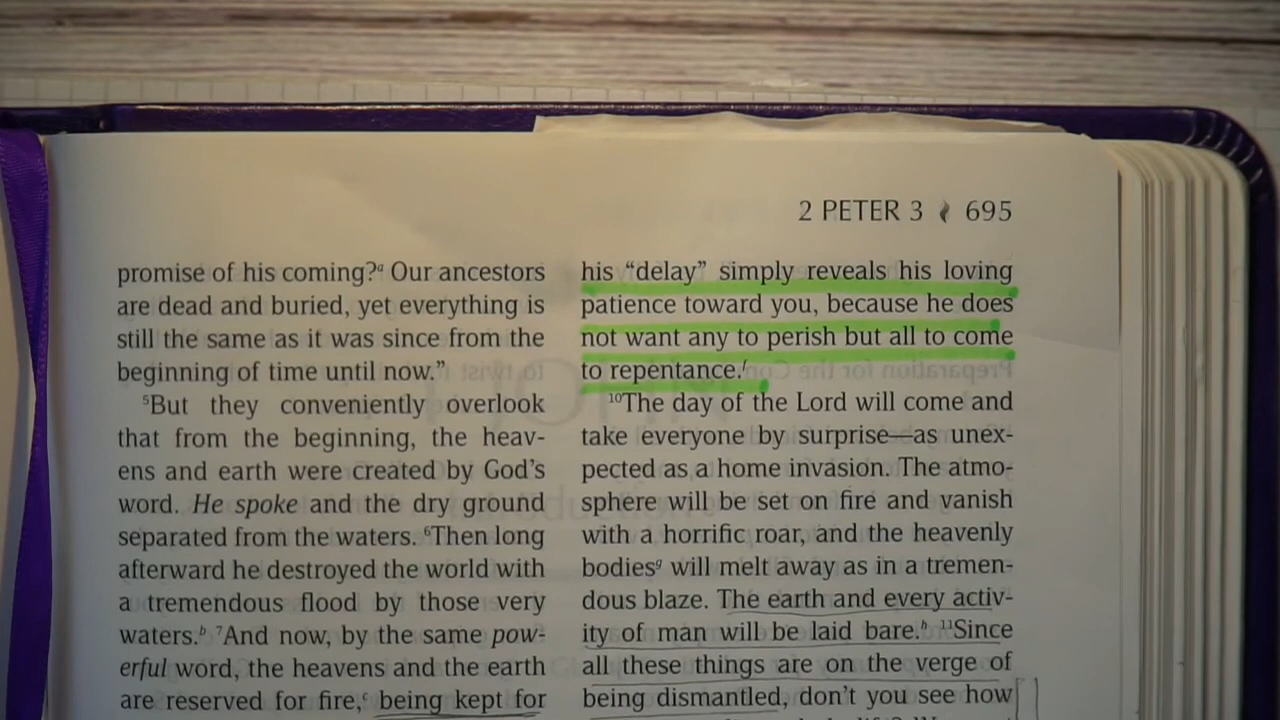 2 PETER 3 695
promise of his coming?ᵃ Our ancestors
are dead and buried, yet everything is
still the same as it was since from the
beginning of time until now.”
⁵But they conveniently overlook
that from the beginning, the heav-
ens and earth were created by God’s
word. He spoke and the dry ground
separated from the waters. ⁶Then long
afterward he destroyed the world with
a tremendous flood by those very
waters.ᵇ ⁷And now, by the same pow-
erful word, the heavens and the earth
are reserved for fire,ᶜ being kept for
his “delay” simply reveals his loving
patience toward you, because he does
not want any to perish but all to come
to repentance.ᶠ
¹⁰The day of the Lord will come and
take everyone by surprise—as unex-
pected as a home invasion. The atmo-
sphere will be set on fire and vanish
with a horrific roar, and the heavenly
bodiesᵍ will melt away as in a tremen-
dous blaze. The earth and every activ-
ity of man will be laid bare.ʰ ¹¹Since
all these things are on the verge of
being dismantled, don’t you see how